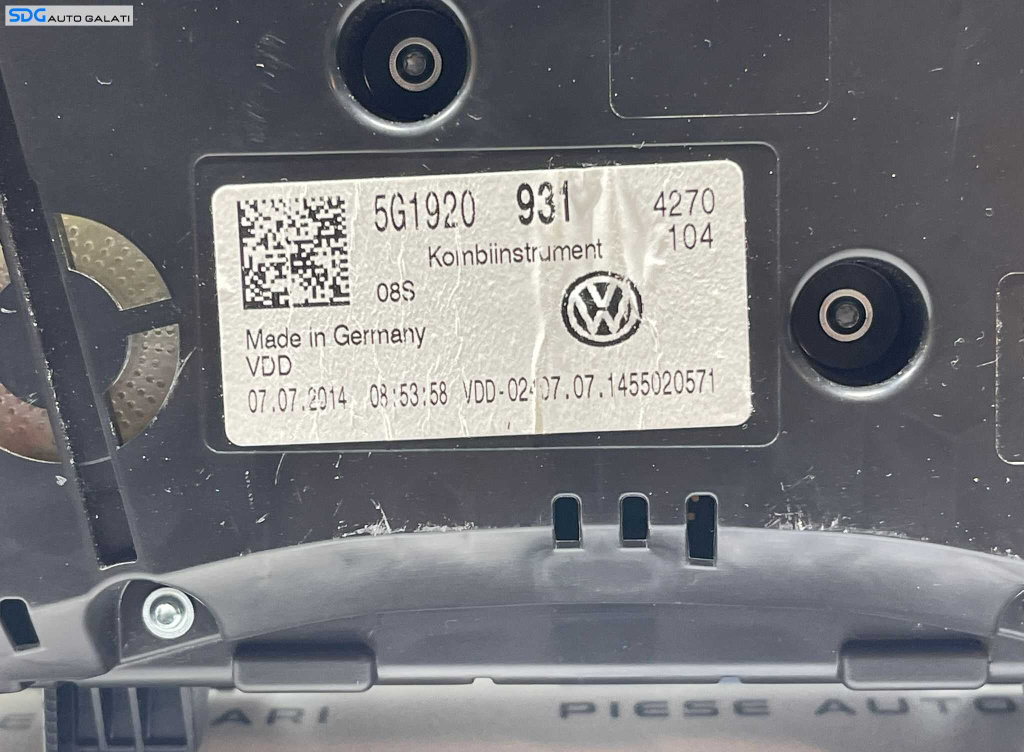 SDG AUTO GALATI
5G1920 931 4270
104
Kombiinstrument
08S
Made in Germany
VDD
07.07.2014 08:53:58 VDD-02 07.07.1455020571
ARI PIESE AUTO